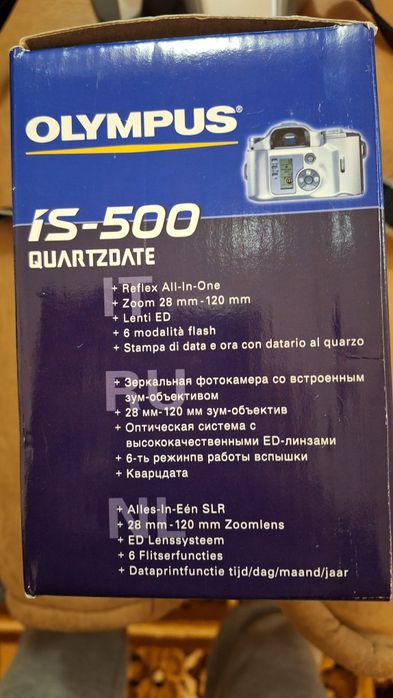 OLYMPUS®
iS-500
QUARTZDATE
IT
+ Reflex All-In-One
+ Zoom 28 mm-120 mm
+ Lenti ED
+ 6 modalità flash
+ Stampa di data e ora con datario al quarzo
RU
+ Зеркальная фотокамера со встроенным
зум-объективом
+ 28 мм-120 мм зум-объектив
+ Оптическая система с
высококачественными ED-линзами
+ 6-ть режинпв работы вспышки
+ Кварцдата
NL
+ Alles-In-Eén SLR
+ 28 mm-120 mm Zoomlens
+ ED Lenssysteem
+ 6 Flitserfuncties
+ Dataprintfunctie tijd/dag/maand/jaar